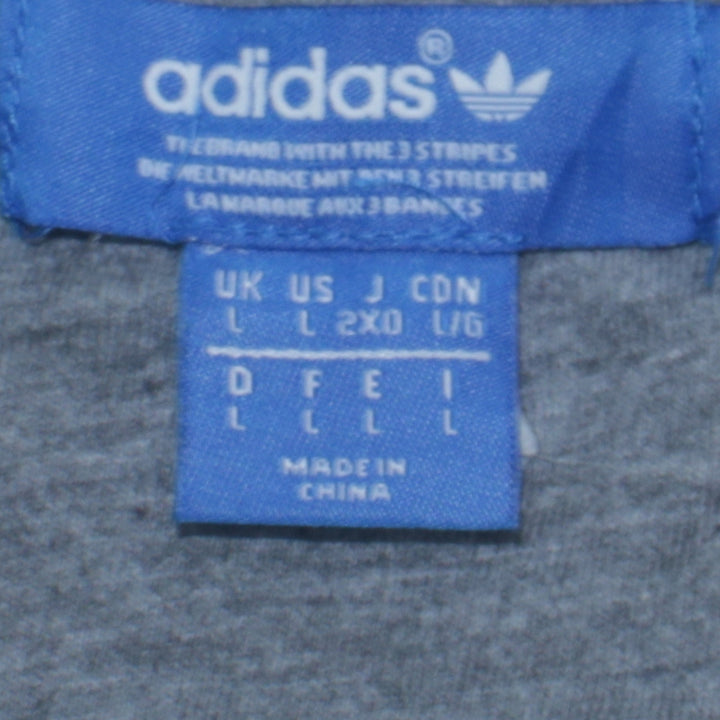 adidas®
THE BRAND WITH THE 3 STRIPES
DIE WELTMARKE MIT DEN 3 STREIFEN
LA MARQUE AUX 3 BANDES
UK US J CDN
L L 2XO L/G
D F E I
L L L L
MADE IN
CHINA